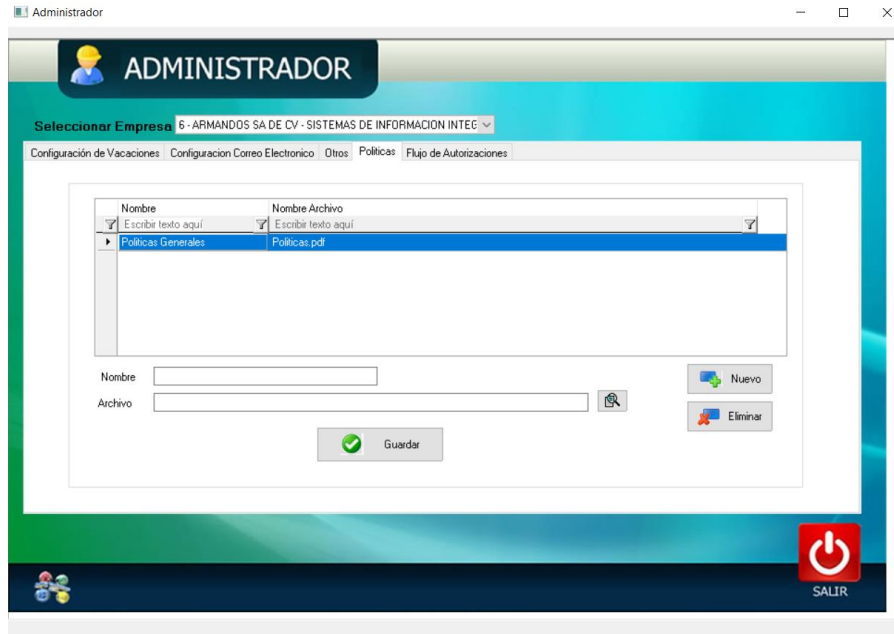 Administrador
ADMINISTRADOR
Seleccionar Empresa 6 - ARMANDOS SA DE CV - SISTEMAS DE INFORMACION INTEG
Configuración de Vacaciones Configuracion Correo Electronico Otros Politicas Flujo de Autorizaciones
Nombre Nombre Archivo
Escribir texto aquí Escribir texto aquí
Politicas Generales Politicas.pdf
Nombre
Nuevo
Archivo
Eliminar
Guardar
SALIR